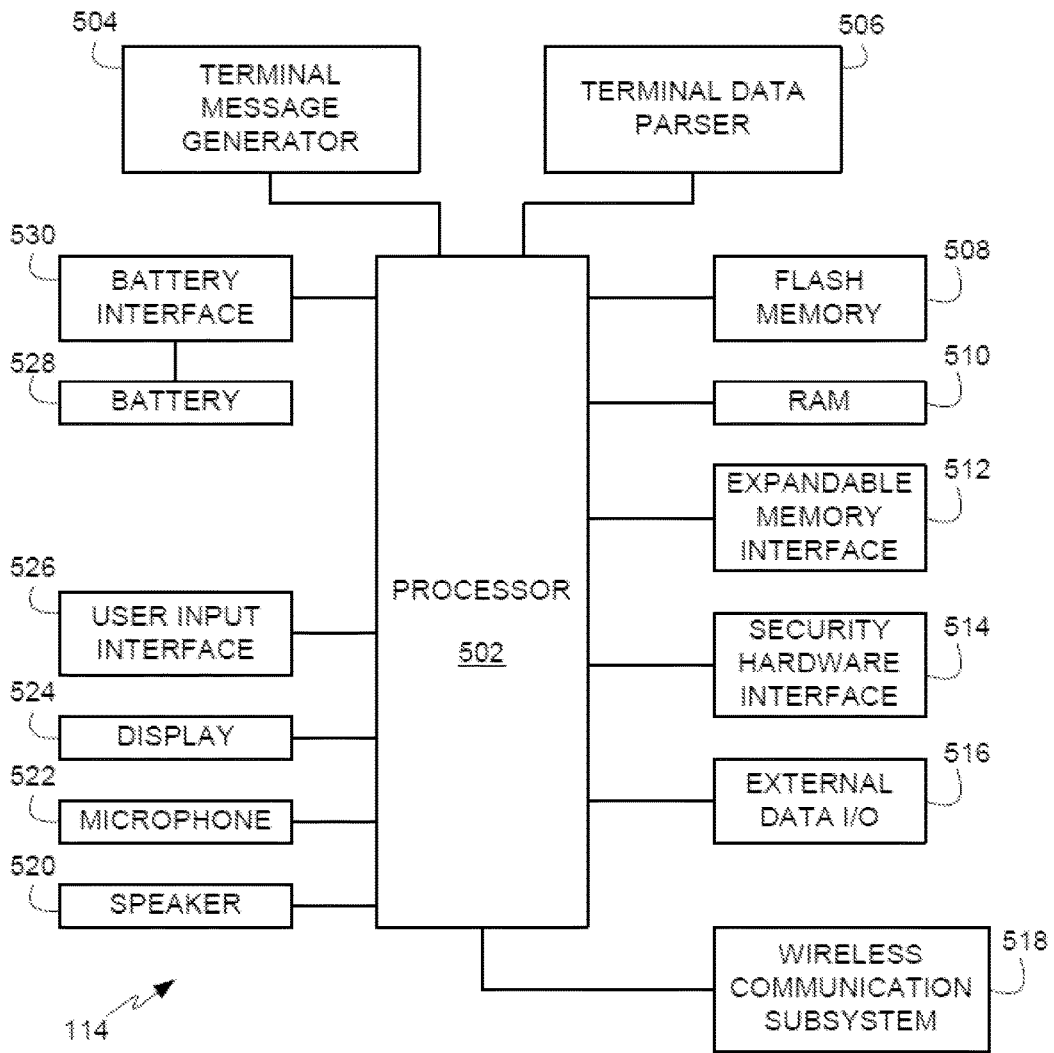 504
TERMINAL
MESSAGE
GENERATOR
506
TERMINAL DATA
PARSER
530
BATTERY
INTERFACE
528
BATTERY
526
USER INPUT
INTERFACE
524
DISPLAY
522
MICROPHONE
520
SPEAKER
114
PROCESSOR
502
508
FLASH
MEMORY
510
RAM
512
EXPANDABLE
MEMORY
INTERFACE
514
SECURITY
HARDWARE
INTERFACE
516
EXTERNAL
DATA I/O
518
WIRELESS
COMMUNICATION
SUBSYSTEM